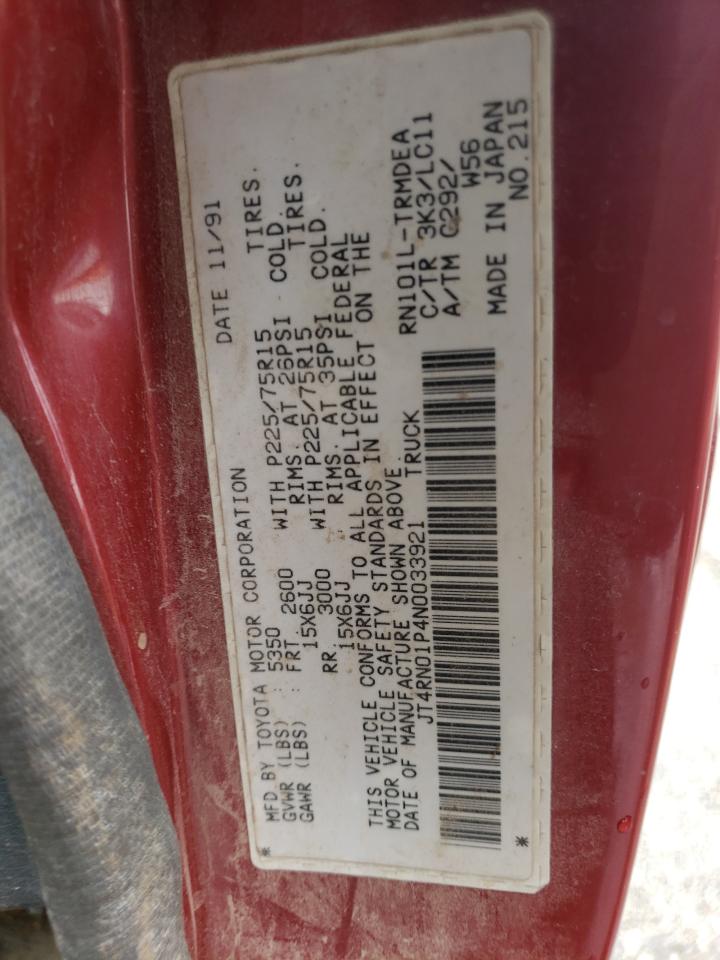 DATE 11/91
* MFD BY TOYOTA MOTOR CORPORATION
GVWR (LBS) : 5350
GAWR (LBS) : FRT. 2600 WITH P225/75R15 TIRES.
15X6JJ RIMS. AT 26PSI COLD.
RR. 3000 WITH P225/75R15 TIRES.
15X6JJ RIMS. AT 35PSI COLD.
THIS VEHICLE CONFORMS TO ALL APPLICABLE FEDERAL
MOTOR VEHICLE SAFETY STANDARDS IN EFFECT ON THE
DATE OF MANUFACTURE SHOWN ABOVE.
JT4RN01P4N0033921 TRUCK
RN101L-TRMDEA
C/TR 3K3/LC11
A/TM C292/
W56
MADE IN JAPAN
* NO.215